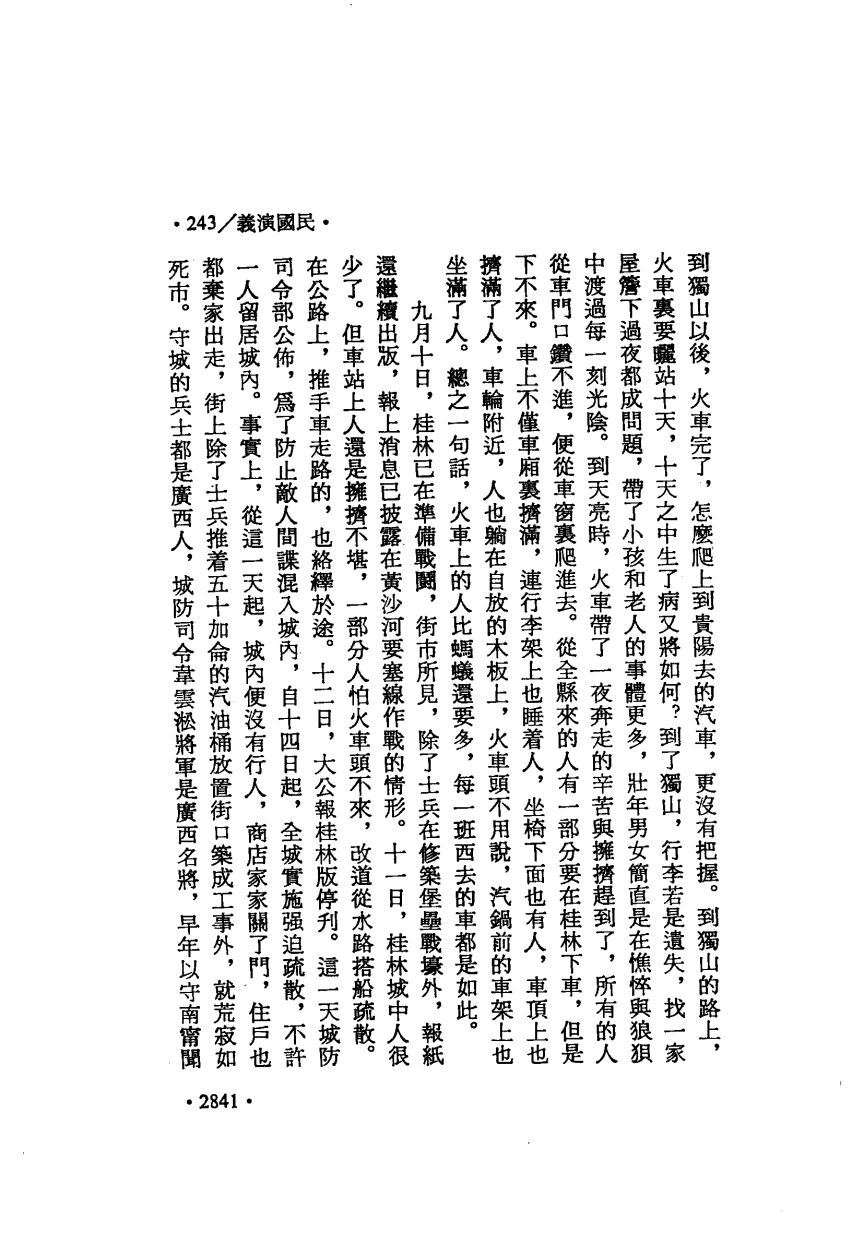 ·243／義演國民·
到獨山以後，火車完了，怎麼爬上到貴陽去的汽車，更沒有把握。到獨山的路上，
火車裏要曬站十天，十天之中生了病又將如何？到了獨山，行李若是遺失，找一家
屋簷下過夜都成問題，帶了小孩和老人的事體更多，壯年男女簡直是在憔悴與狼狽
中渡過每一刻光陰。到天亮時，火車帶了一夜奔走的辛苦與擁擠趕到了，所有的人
從車門口鑽不進，便從車窗裏爬進去。從全縣來的人有一部分要在桂林下車，但是
下不來。車上不僅車廂裏擠滿，連行李架上也睡着人，坐椅下面也有人，車頂上也
擠滿了人，車輪附近，人也躺在自放的木板上，火車頭不用說，汽鍋前的車架上也
坐滿了人。總之一句話，火車上的人比螞蟻還要多，每一班西去的車都是如此。
九月十日，桂林已在準備戰鬭，街市所見，除了士兵在修築堡壘戰壕外，報紙
還繼續出版，報上消息已披露在黃沙河要塞線作戰的情形。十一日，桂林城中人很
少了。但車站上人還是擁擠不堪，一部分人怕火車頭不來，改道從水路搭船疏散。
在公路上，推手車走路的，也絡繹於途。十二日，大公報桂林版停刋。這一天城防
司令部公佈，爲了防止敵人間諜混入城內，自十四日起，全城實施强迫疏散，不許
一人留居城內。事實上，從這一天起，城內便沒有行人，商店家家關了門，住戶也
都棄家出走，街上除了士兵推着五十加侖的汽油桶放置街口築成工事外，就荒寂如
死市。守城的兵士都是廣西人，城防司令韋雲淞將軍是廣西名將，早年以守南甯聞
·2841·